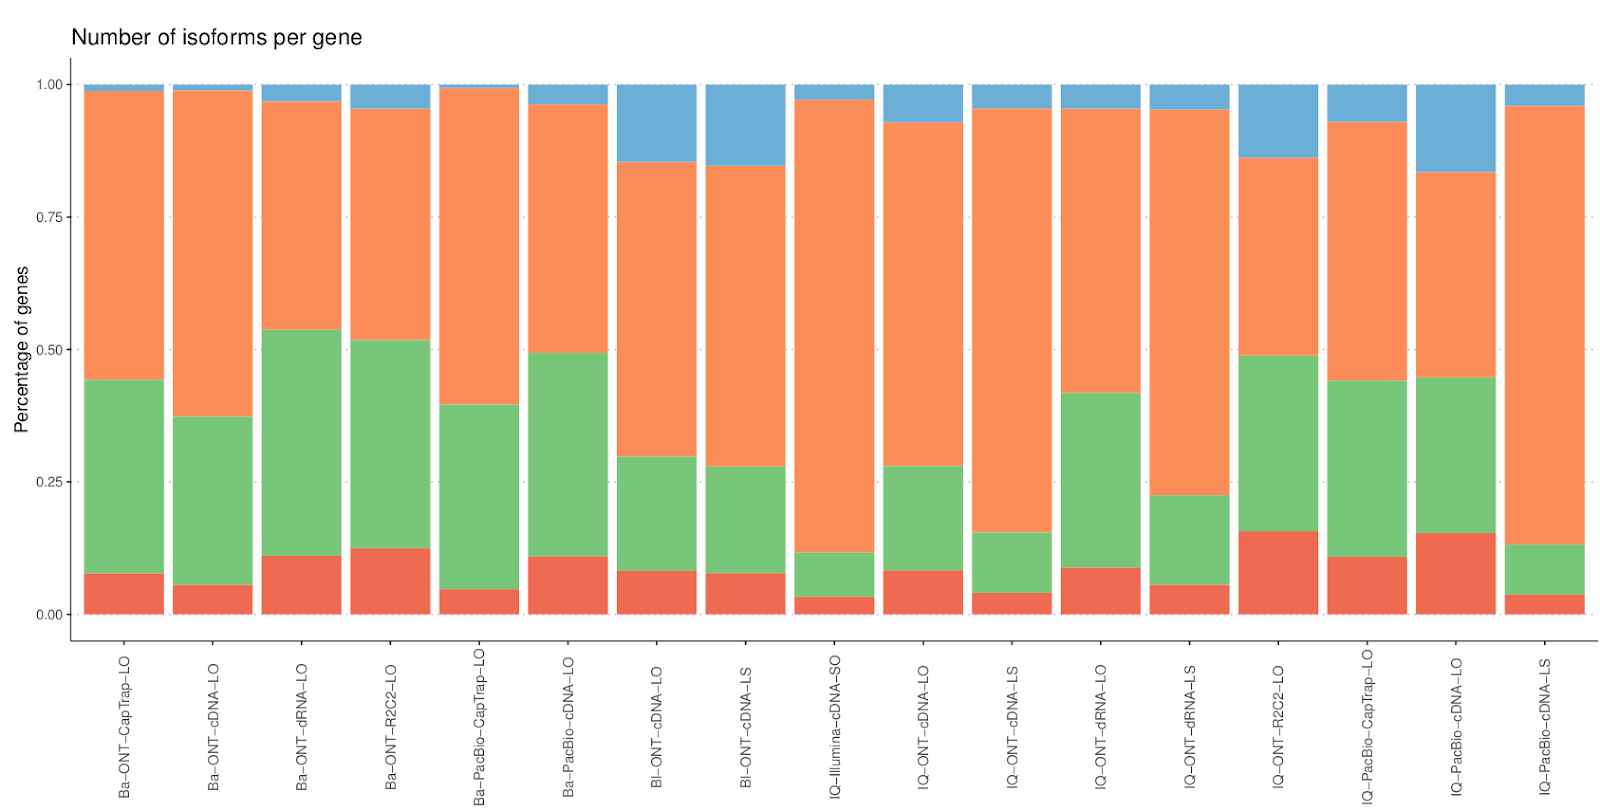 Number of isoforms per gene
Percentage of genes
1.00
0.75
0.50
0.25
0.00
Ba-ONT-CapTrap-LO
Ba-ONT-cDNA-LO
Ba-ONT-dRNA-LO
Ba-ONT-R2C2-LO
Ba-PacBio-CapTrap-LO
Ba-PacBio-cDNA-LO
BI-ONT-cDNA-LO
BI-ONT-cDNA-LS
IQ-Illumina-cDNA-SO
IQ-ONT-cDNA-LO
IQ-ONT-cDNA-LS
IQ-ONT-dRNA-LO
IQ-ONT-dRNA-LS
IQ-ONT-R2C2-LO
IQ-PacBio-CapTrap-LO
IQ-PacBio-cDNA-LO
IQ-PacBio-cDNA-LS